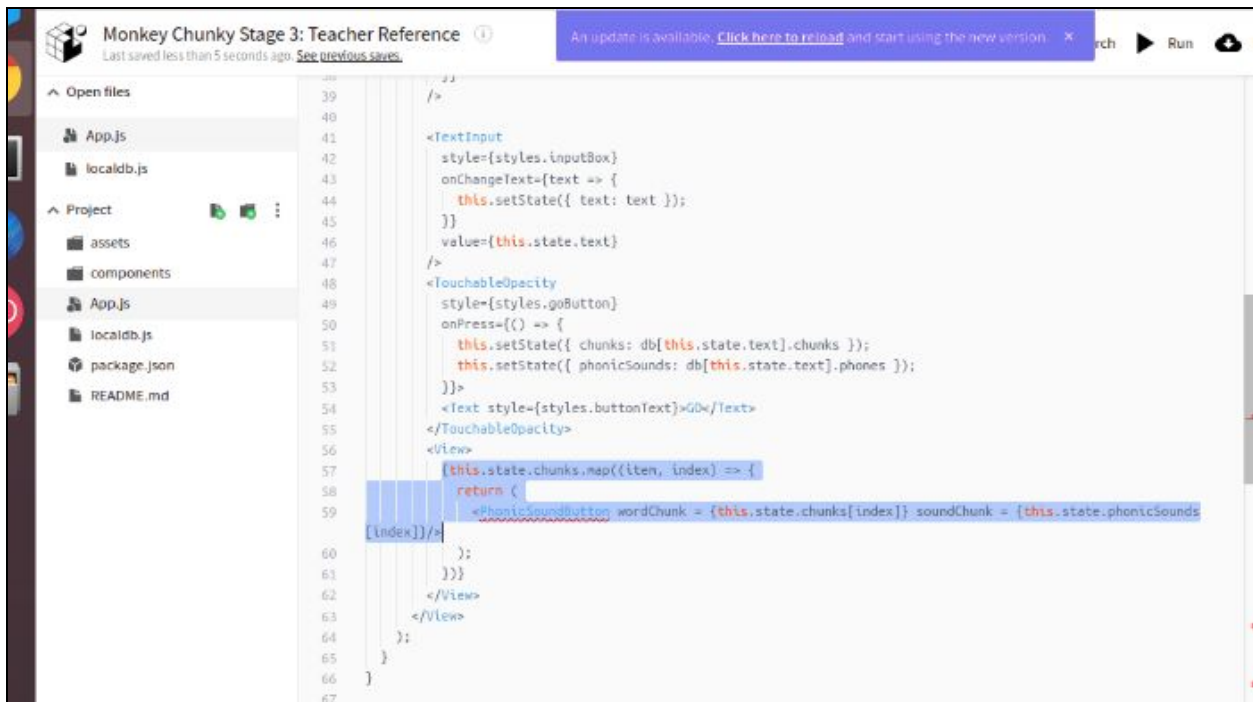 Monkey Chunky Stage 3: Teacher Reference
Last saved less than 5 seconds ago. See previous saves.
An update is available. Click here to reload and start using the new version. ×
rch
Run
Open files
App.js
localdb.js
Project
assets
components
App.js
localdb.js
package.json
README.md
38 }}
39 />
40
41 <TextInput
42 style={styles.inputBox}
43 onChangeText={text => {
44 this.setState({ text: text });
45 }}
46 value={this.state.text}
47 />
48 <TouchableOpacity
49 style={styles.goButton}
50 onPress={() => {
51 this.setState({ chunks: db[this.state.text].chunks });
52 this.setState({ phonicSounds: db[this.state.text].phones });
53 }}>
54 <Text style={styles.buttonText}>GO</Text>
55 </TouchableOpacity>
56 <View>
57 {this.state.chunks.map((item, index) => {
58 return (
59 <PhonicSoundButton wordChunk = {this.state.chunks[index]} soundChunk = {this.state.phonicSounds
[index]}/>
60 );
61 })}
62 </View>
63 </View>
64 );
65 }
66 }
67